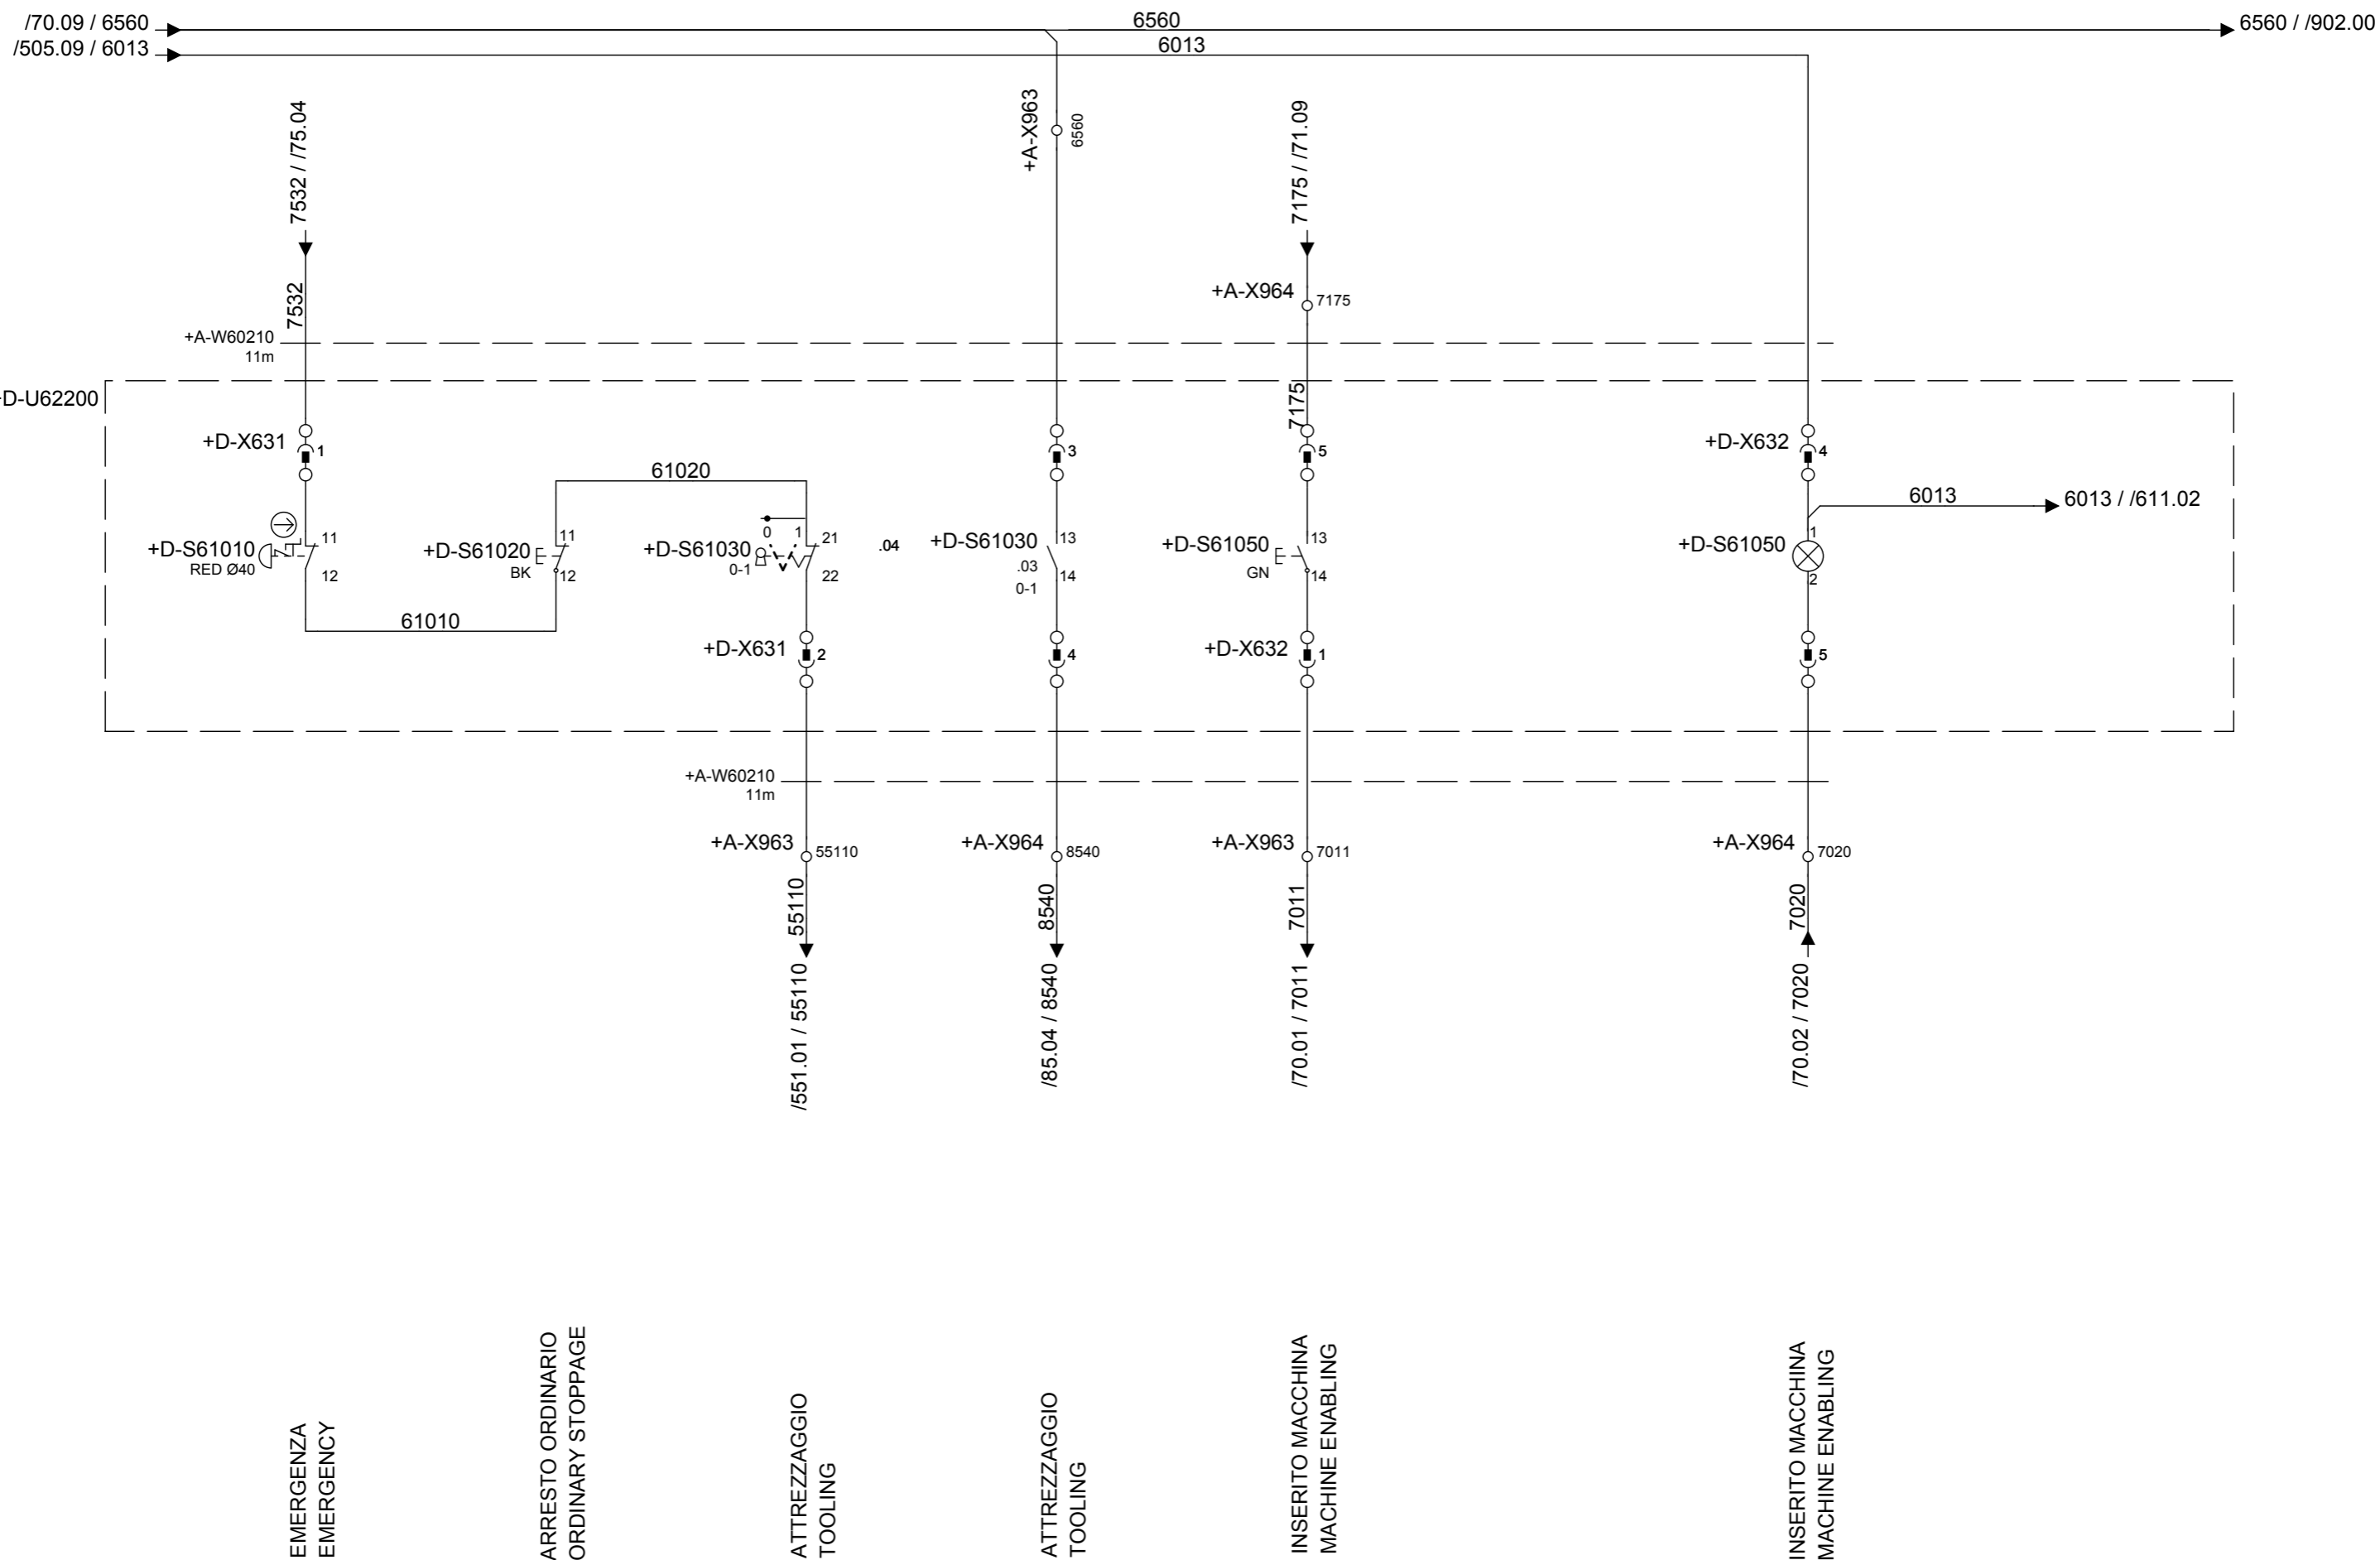 /70.09 / 6560
6560
6560 / /902.00
/505.09 / 6013
6013
7532 / /75.04
+A-X963
6560
7175 / /71.09
7532
+A-X964
7175
+A-W60210
11m
D-U62200
7175
+D-X631
1
3
5
+D-X632
4
61020
6013
6013 / /611.02
+D-S61010
RED Ø40
11
12
+D-S61020
BK
11
12
+D-S61030
0-1
0
1
21
22
.04
+D-S61030
.03
0-1
13
14
+D-S61050
GN
13
14
+D-S61050
1
2
61010
+D-X631
2
4
+D-X632
1
5
+A-W60210
11m
+A-X963
55110
+A-X964
8540
+A-X963
7011
+A-X964
7020
55110
8540
7011
7020
/551.01 / 55110
/85.04 / 8540
/70.01 / 7011
/70.02 / 7020
EMERGENZA
EMERGENCY
ARRESTO ORDINARIO
ORDINARY STOPPAGE
ATTREZZAGGIO
TOOLING
ATTREZZAGGIO
TOOLING
INSERITO MACCHINA
MACHINE ENABLING
INSERITO MACCHINA
MACHINE ENABLING